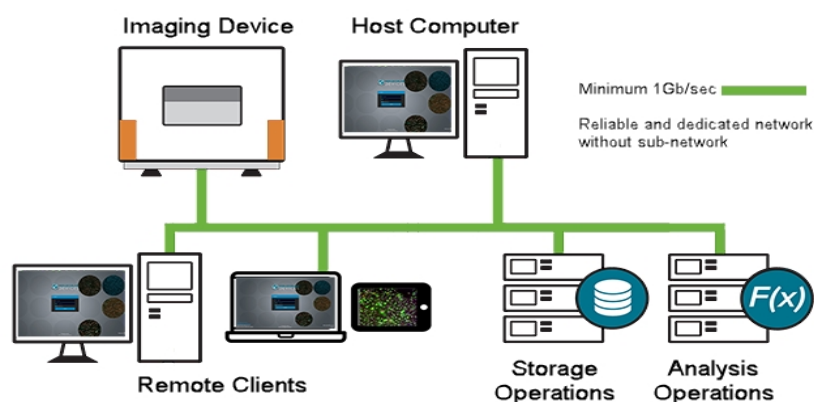 Imaging Device
Host Computer
Minimum 1Gb/sec
Reliable and dedicated network
without sub-network
F(x)
Remote Clients
Storage
Operations
Analysis
Operations